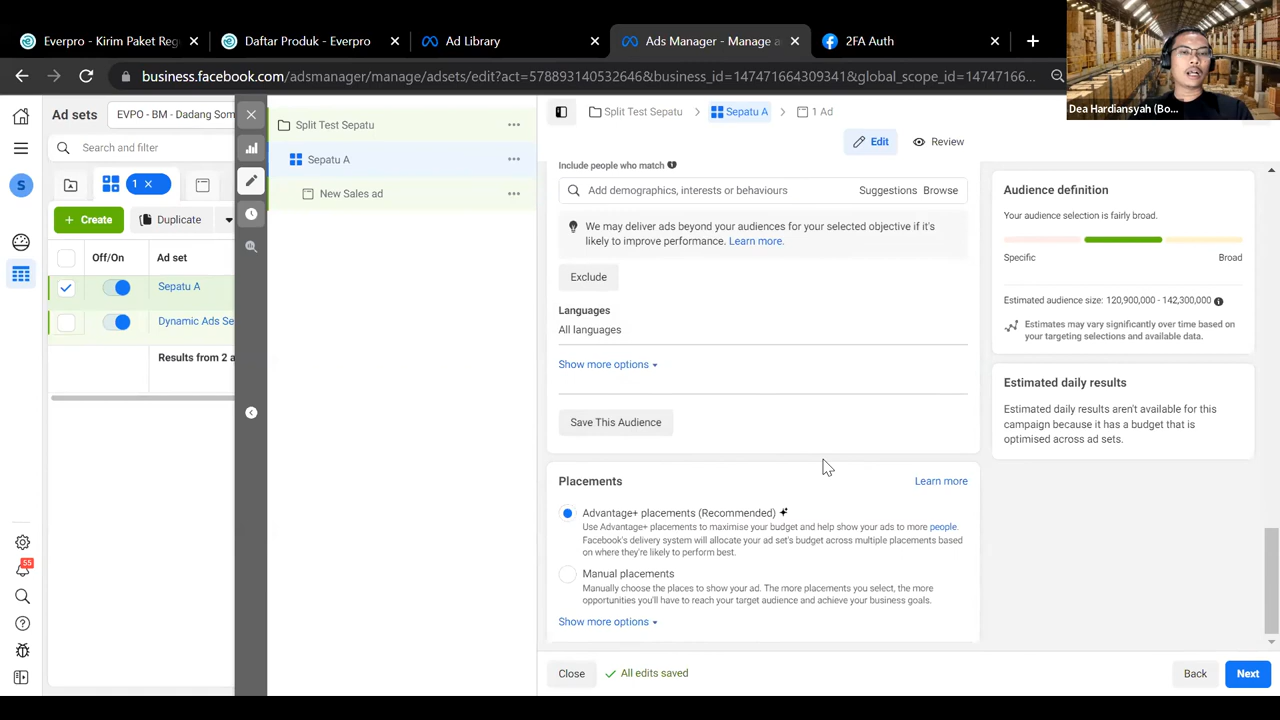 Everpro - Kirim Paket Reg
Daftar Produk - Everpro
Ad Library
Ads Manager - Manage a
2FA Auth
business.facebook.com/adsmanager/manage/adsets/edit?act=578893140532646&business_id=147471664309341&global_scope_id=14747166...
Dea Hardiansyah (Bo...
Ad sets
EVPO - BM - Dadang Som
Search and filter
1
S
Create
Duplicate
Off/On
Ad set
Sepatu A
Dynamic Ads Se
Results from 2 a
55
Split Test Sepatu
Sepatu A
New Sales ad
Split Test Sepatu
Sepatu A
1 Ad
Edit
Review
Include people who match
Add demographics, interests or behaviours
Suggestions
Browse
We may deliver ads beyond your audiences for your selected objective if it's
likely to improve performance. Learn more.
Exclude
Languages
All languages
Show more options
Save This Audience
Placements
Learn more
Advantage+ placements (Recommended)
Use Advantage+ placements to maximise your budget and help show your ads to more people.
Facebook's delivery system will allocate your ad set's budget across multiple placements based
on where they're likely to perform best.
Manual placements
Manually choose the places to show your ad. The more placements you select, the more
opportunities you'll have to reach your target audience and achieve your business goals.
Show more options
Close
All edits saved
Back
Next
Audience definition
Your audience selection is fairly broad.
Specific
Broad
Estimated audience size: 120,900,000 - 142,300,000
Estimates may vary significantly over time based on
your targeting selections and available data.
Estimated daily results
Estimated daily results aren't available for this
campaign because it has a budget that is
optimised across ad sets.